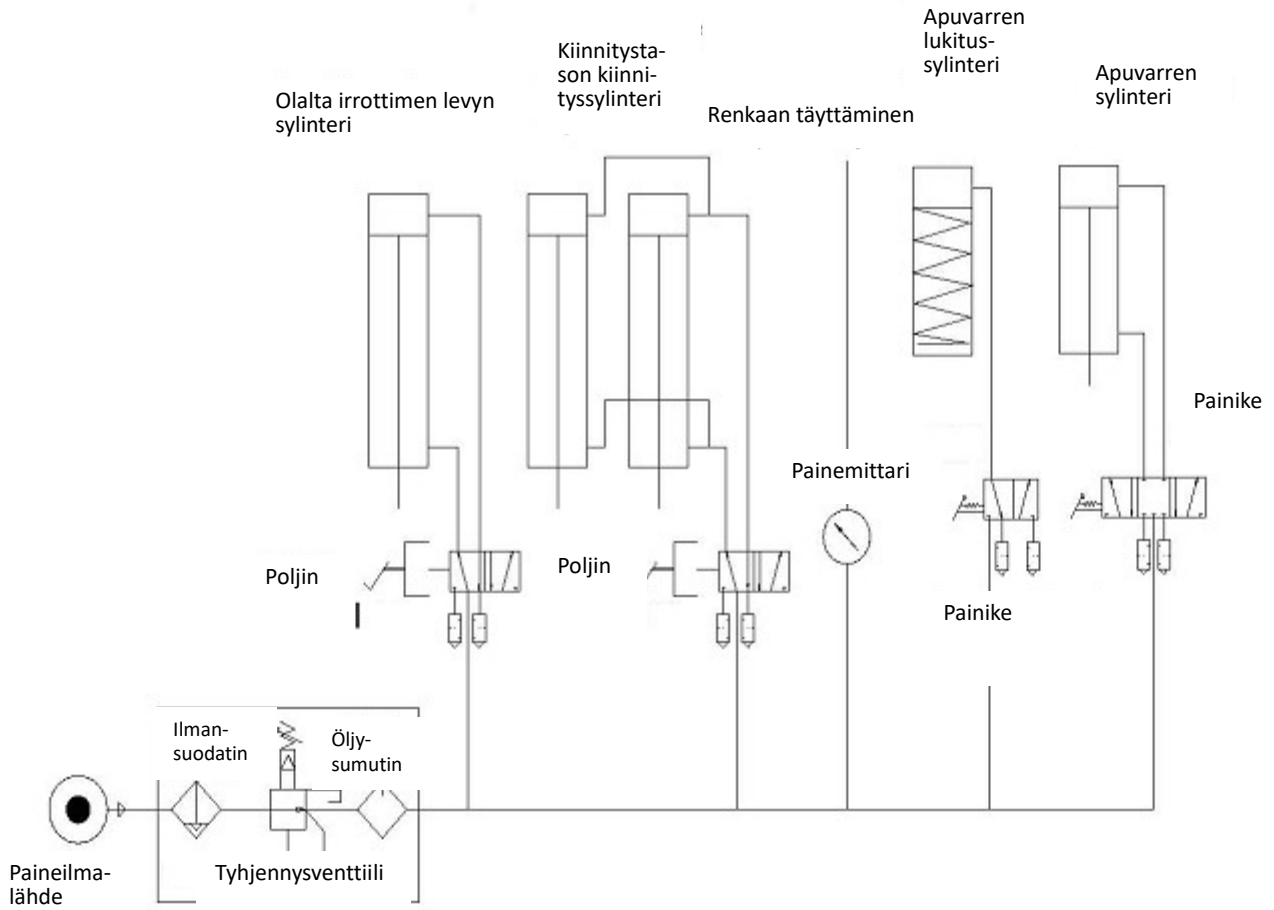 Apuvarren
lukitus-
sylinteri
Kiinnitysta-
son kiinni-
tyssylinteri
Apuvarren
sylinteri
Olalta irrottimen levyn
sylinteri
Renkaan täyttäminen
Painike
Painemittari
Poljin
Poljin
Painike
Ilman-
suodatin
Öljy-
sumutin
Paineilma-
lähde
Tyhjennysventtiili